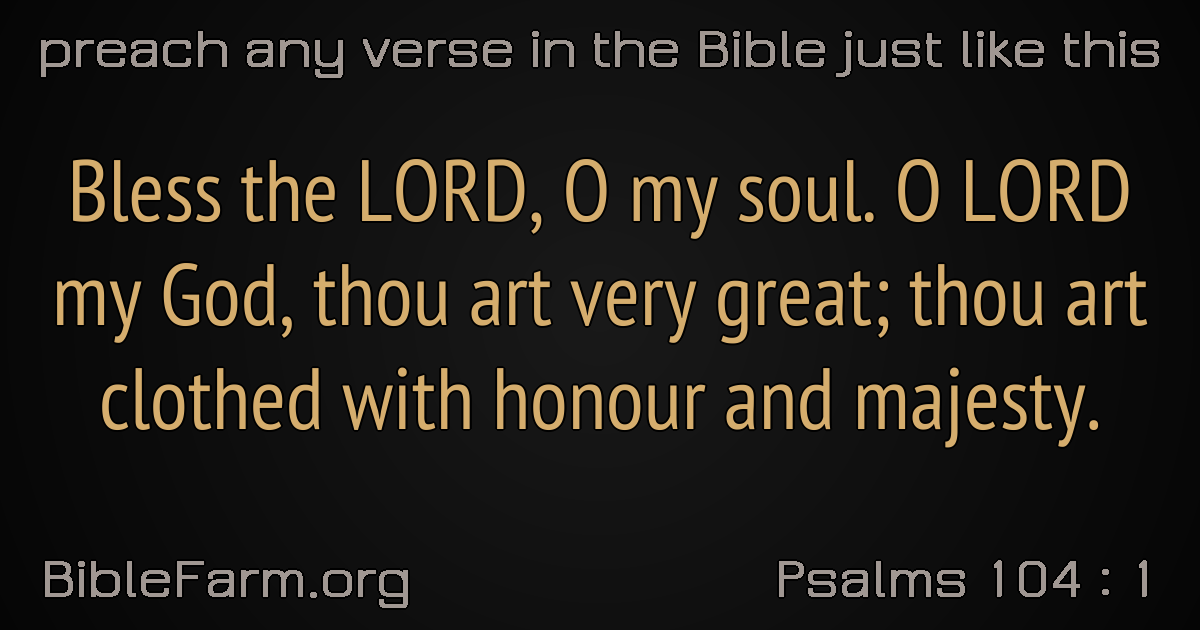 preach any verse in the Bible just like this
Bless the LORD, O my soul. O LORD
my God, thou art very great; thou art
clothed with honour and majesty.
BibleFarm.org
Psalms 104 : 1